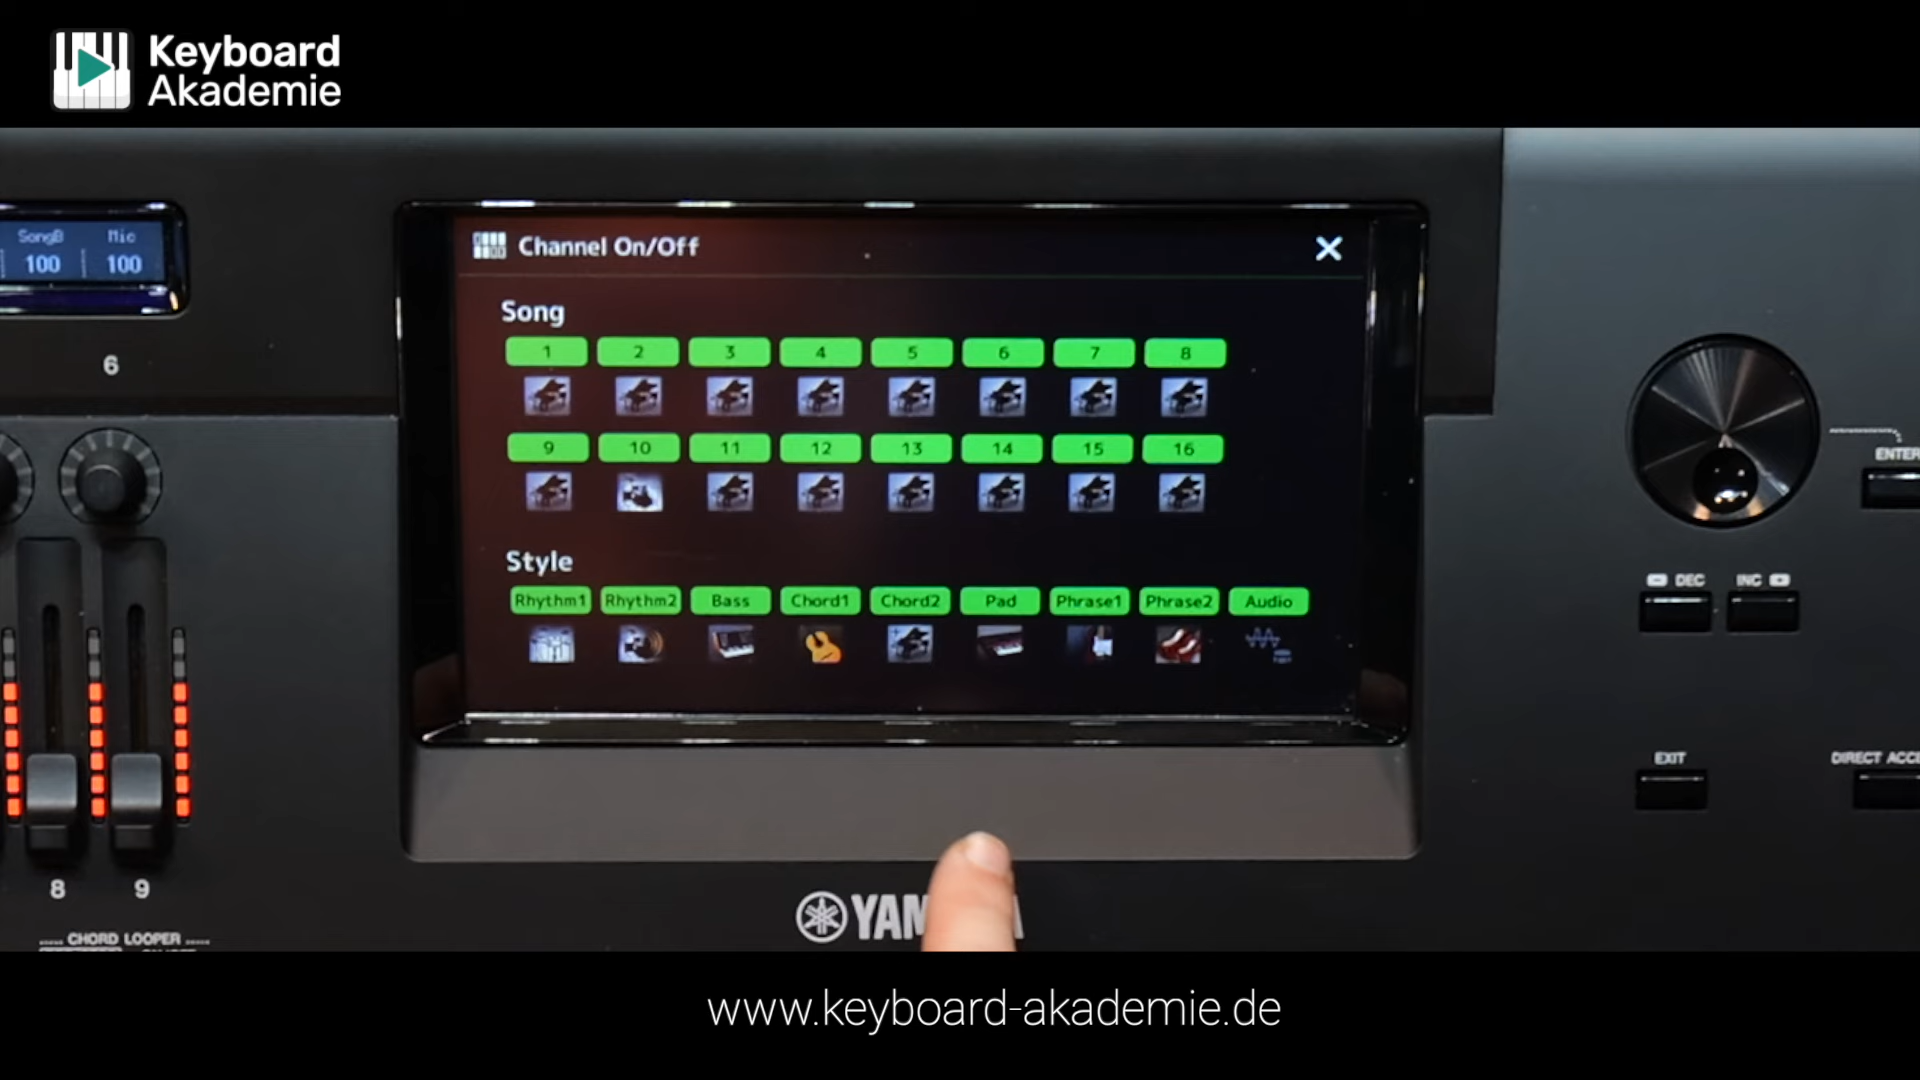 Keyboard
Akademie
SongB Mic
100 100
6
Channel On/Off
Song
1 2 3 4 5 6 7 8
9 10 11 12 13 14 15 16
Style
Rhythm1 Rhythm2 Bass Chord1 Chord2 Pad Phrase1 Phrase2 Audio
ENTER
DEC INC
EXIT DIRECT ACCE
8 9
CHORD LOOPER
www.keyboard-akademie.de